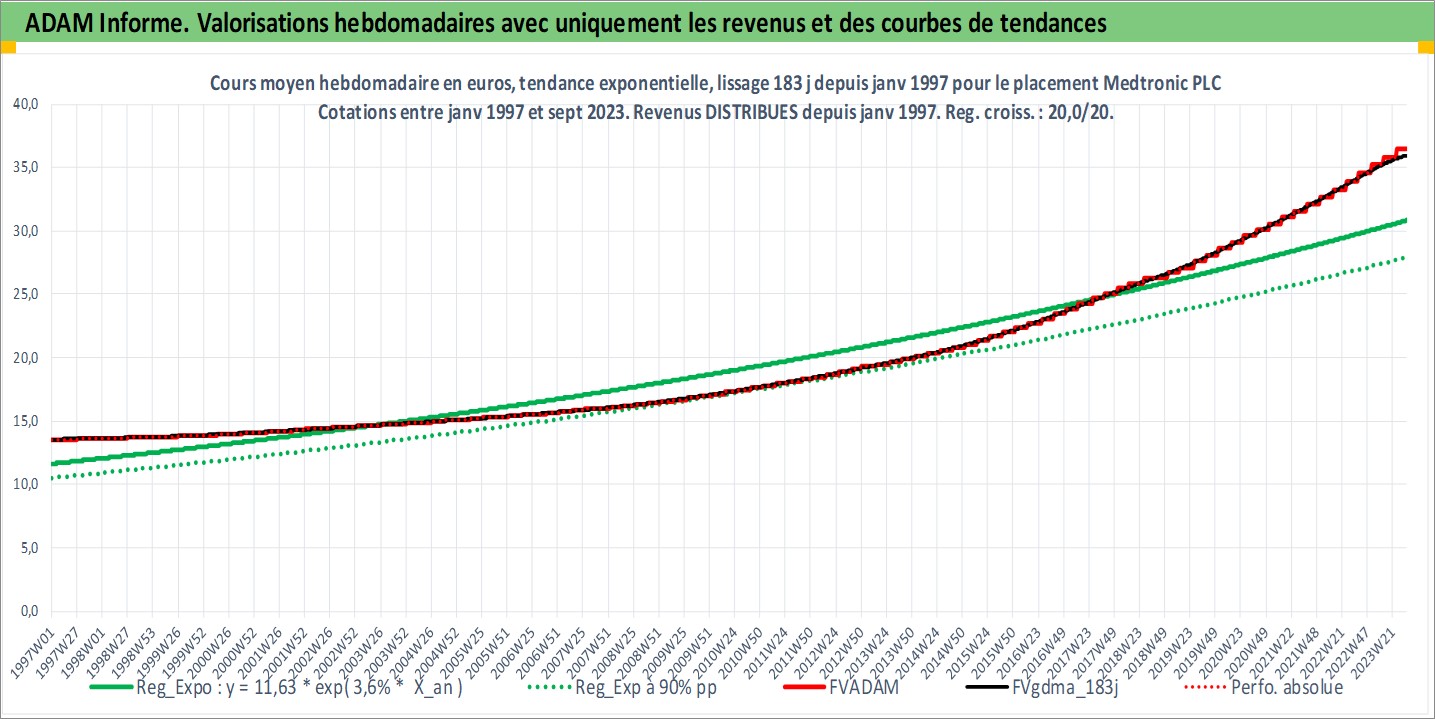 ADAM Informe. Valorisations hebdomadaires avec uniquement les revenus et des courbes de tendances
Cours moyen hebdomadaire en euros, tendance exponentielle, lissage 183 j depuis janv 1997 pour le placement Medtronic PLC
Cotations entre janv 1997 et sept 2023. Revenus DISTRIBUES depuis janv 1997. Reg. croiss. : 20,0/20.
40,0
35,0
30,0
25,0
20,0
15,0
10,0
5,0
0,0
1997W01
1997W27
1998W01
1998W27
1998W53
1999W26
1999W52
2000W26
2000W52
2001W26
2001W52
2002W26
2002W52
2003W26
2003W52
2004W26
2004W52
2005W25
2005W51
2006W25
2006W51
2007W25
2007W51
2008W25
2008W51
2009W25
2009W51
2010W24
2010W50
2011W24
2011W50
2012W24
2012W50
2013W24
2013W50
2014W24
2014W50
2015W24
2015W50
2016W23
2016W49
2017W23
2017W49
2018W23
2018W49
2019W23
2019W49
2020W23
2020W49
2021W22
2021W48
2022W21
2022W47
2023W21
Reg_Expo : y = 11,63 * exp( 3,6% * X_an )
Reg_Exp à 90% pp
FVADAM
FVgdma_183j
Perfo. absolue